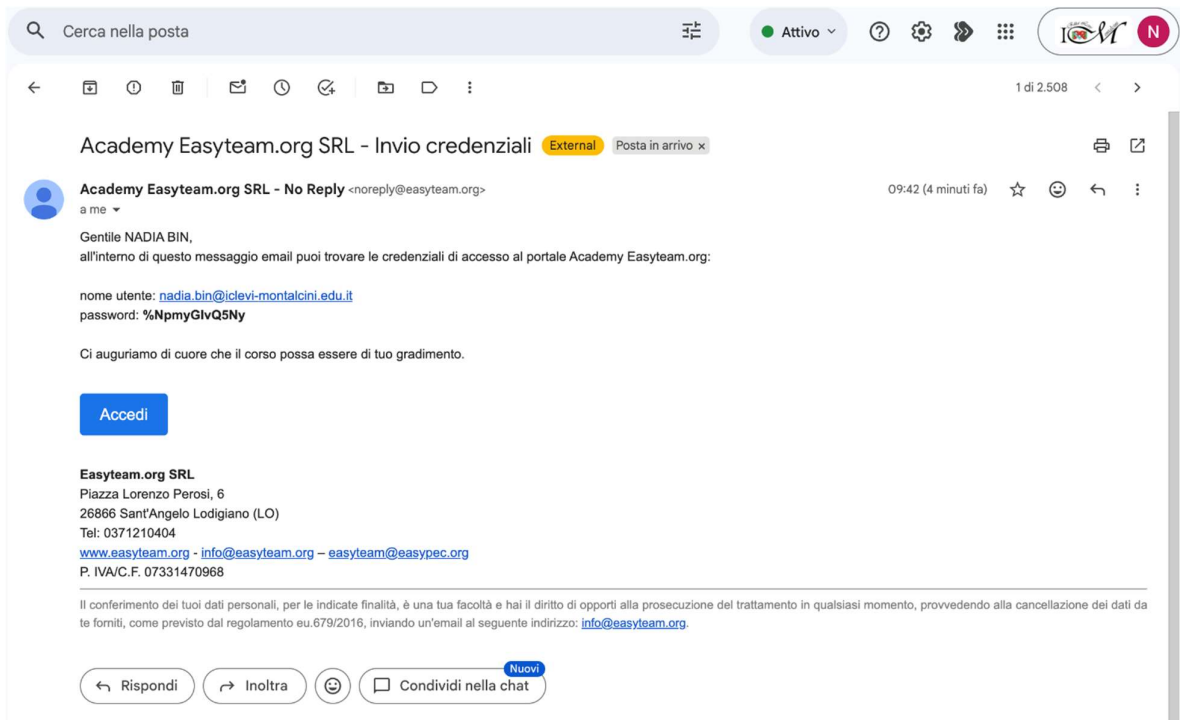 Cerca nella posta
Attivo
N
1 di 2.508
Academy Easyteam.org SRL - Invio credenziali External Posta in arrivo x
Academy Easyteam.org SRL - No Reply <noreply@easyteam.org> 09:42 (4 minuti fa)
a me
Gentile NADIA BIN,
all'interno di questo messaggio email puoi trovare le credenziali di accesso al portale Academy Easyteam.org:
nome utente: nadia.bin@iclevi-montalcini.edu.it
password: %NpmyGIvQ5Ny
Ci auguriamo di cuore che il corso possa essere di tuo gradimento.
Accedi
Easyteam.org SRL
Piazza Lorenzo Perosi, 6
26866 Sant'Angelo Lodigiano (LO)
Tel: 0371210404
www.easyteam.org - info@easyteam.org – easyteam@easypec.org
P. IVA/C.F. 07331470968
Il conferimento dei tuoi dati personali, per le indicate finalità, è una tua facoltà e hai il diritto di opporti alla prosecuzione del trattamento in qualsiasi momento, provvedendo alla cancellazione dei dati da
te forniti, come previsto dal regolamento eu.679/2016, inviando un'email al seguente indirizzo: info@easyteam.org.
Nuovi
Rispondi Inoltra Condividi nella chat